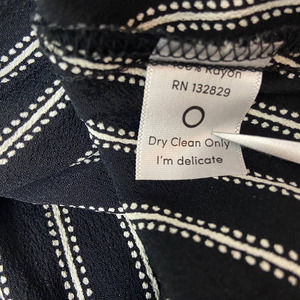 100% Rayon
RN 132829
Dry Clean Only
I'm delicate